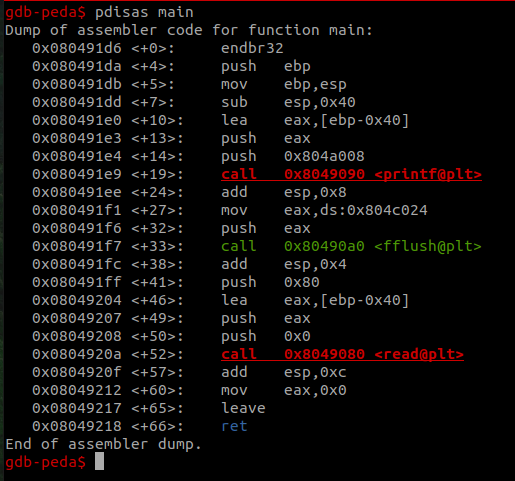 gdb-peda$ pdisas main
Dump of assembler code for function main:
   0x080491d6 <+0>:     endbr32
   0x080491da <+4>:     push   ebp
   0x080491db <+5>:     mov    ebp,esp
   0x080491dd <+7>:     sub    esp,0x40
   0x080491e0 <+10>:    lea    eax,[ebp-0x40]
   0x080491e3 <+13>:    push   eax
   0x080491e4 <+14>:    push   0x804a008
   0x080491e9 <+19>:    call   0x8049090 <printf@plt>
   0x080491ee <+24>:    add    esp,0x8
   0x080491f1 <+27>:    mov    eax,ds:0x804c024
   0x080491f6 <+32>:    push   eax
   0x080491f7 <+33>:    call   0x80490a0 <fflush@plt>
   0x080491fc <+38>:    add    esp,0x4
   0x080491ff <+41>:    push   0x80
   0x08049204 <+46>:    lea    eax,[ebp-0x40]
   0x08049207 <+49>:    push   eax
   0x08049208 <+50>:    push   0x0
   0x0804920a <+52>:    call   0x8049080 <read@plt>
   0x0804920f <+57>:    add    esp,0xc
   0x08049212 <+60>:    mov    eax,0x0
   0x08049217 <+65>:    leave
   0x08049218 <+66>:    ret
End of assembler dump.
gdb-peda$